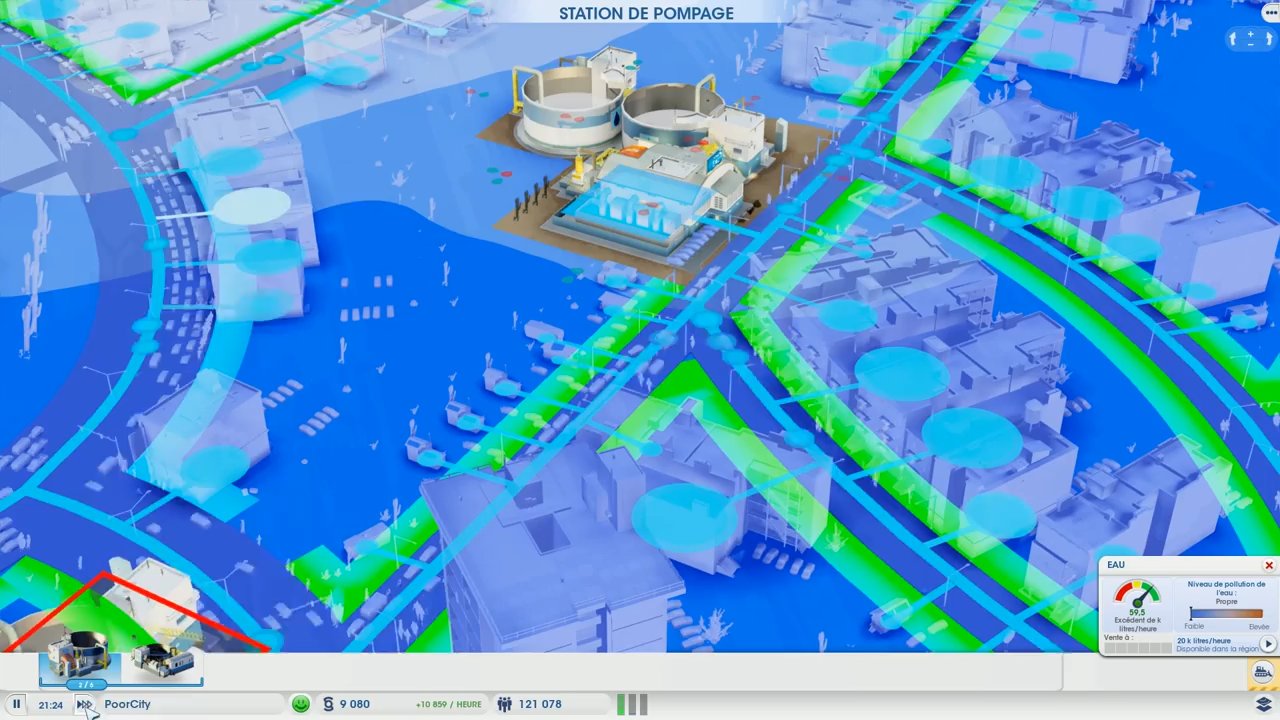 STATION DE POMPAGE
EAU
59,5
Excédent de k
litres/heure
Niveau de pollution de
l'eau :
Propre
Faible
Elevée
Vente à :
20 k litres/heure
Disponible dans la région
2 / 6
21:24
PoorCity
9 080
+10 859 / HEURE
121 078